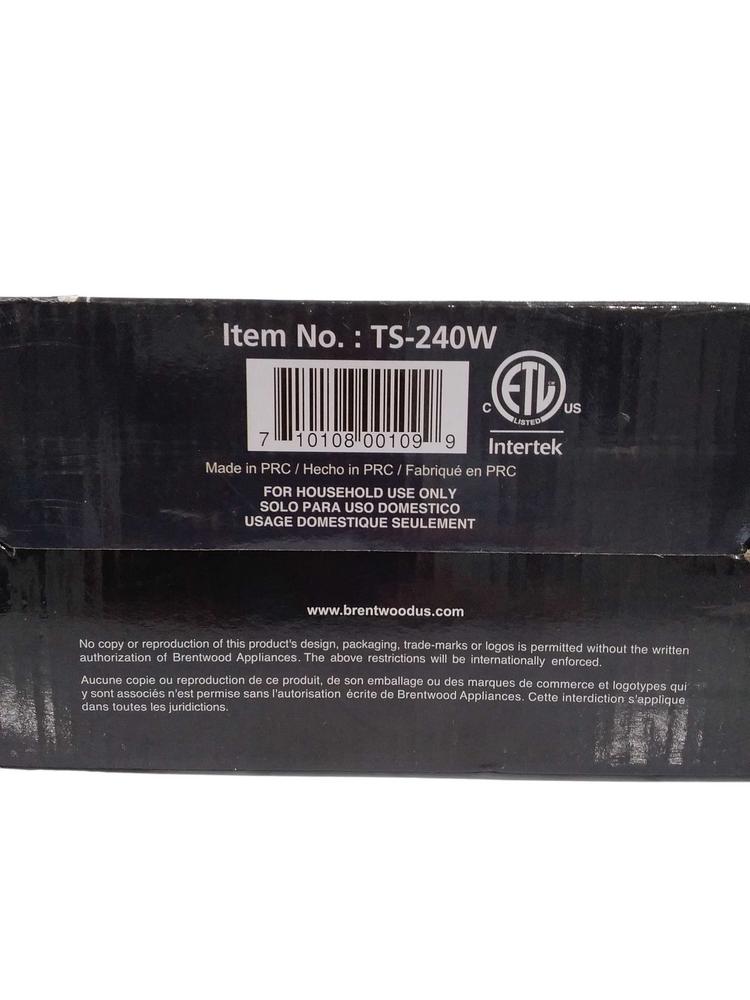 Item No. : TS-240W
7 10108 00109 9
C ETL CM US
LISTED
Intertek
Made in PRC / Hecho in PRC / Fabriqué en PRC
FOR HOUSEHOLD USE ONLY
SOLO PARA USO DOMESTICO
USAGE DOMESTIQUE SEULEMENT
www.brentwoodus.com
No copy or reproduction of this product's design, packaging, trade-marks or logos is permitted without the written
authorization of Brentwood Appliances. The above restrictions will be internationally enforced.
Aucune copie ou reproduction de ce produit, de son emballage ou des marques de commerce et logotypes qui
y sont associés n'est permise sans l'autorisation écrite de Brentwood Appliances. Cette interdiction s'applique
dans toutes les juridictions.